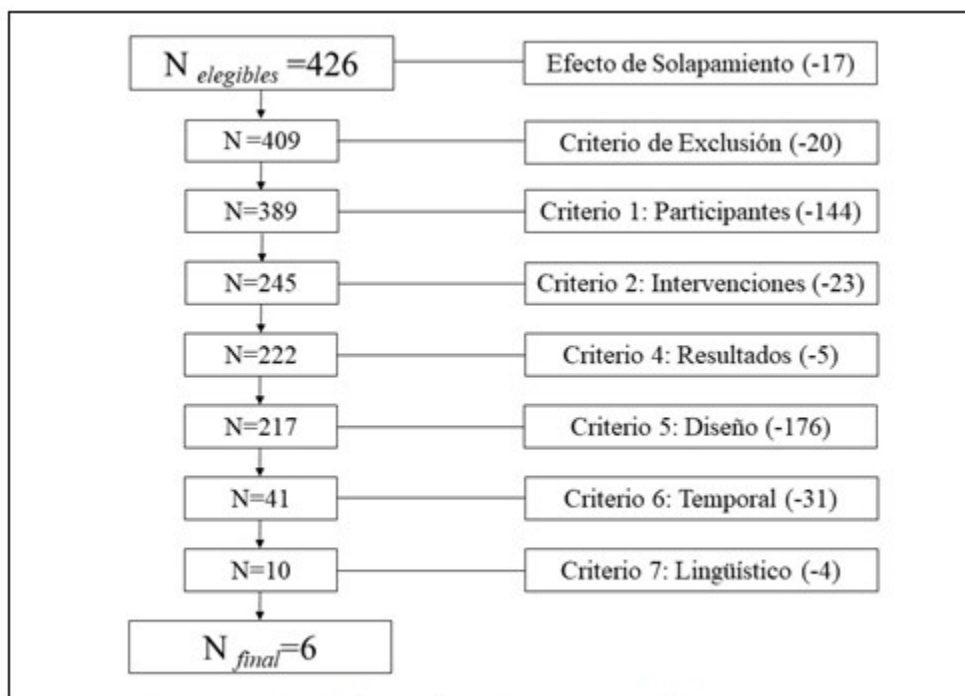 N elegibles =426
Efecto de Solapamiento (-17)
N =409
Criterio de Exclusión (-20)
N=389
Criterio 1: Participantes (-144)
N=245
Criterio 2: Intervenciones (-23)
N=222
Criterio 4: Resultados (-5)
N=217
Criterio 5: Diseño (-176)
N=41
Criterio 6: Temporal (-31)
N=10
Criterio 7: Lingüístico (-4)
N final=6